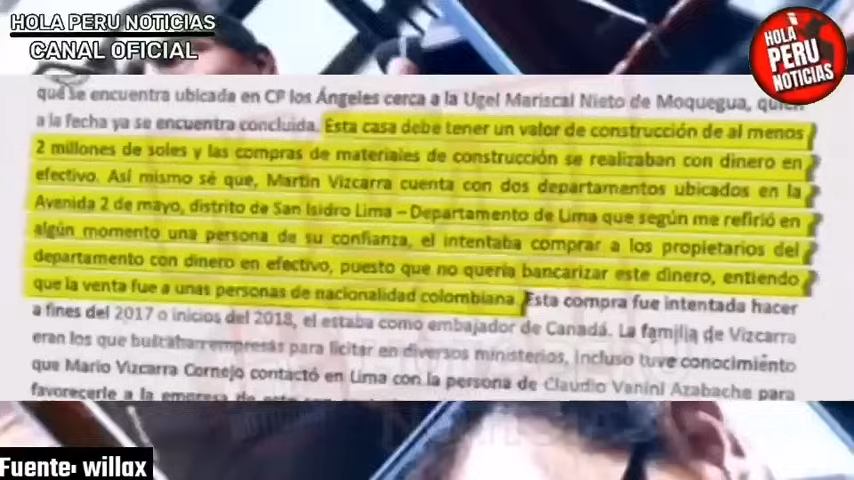 HOLA PERU NOTICIAS
CANAL OFICIAL
HOLA
PERU
NOTICIAS
que se encuentra ubicada en CP los Ángeles cerca a la Ugel Mariscal Nieto de Moquegua, quien
a la fecha ya se encuentra concluida. Esta casa debe tener un valor de construcción de al menos
2 millones de soles y las compras de materiales de construcción se realizaban con dinero en
efectivo. Así mismo sé que, Martin Vizcarra cuenta con dos departamentos ubicados en la
Avenida 2 de mayo, distrito de San Isidro Lima – Departamento de Lima que según me refirió en
algún momento una persona de su confianza, el intentaba comprar a los propietarios del
departamento con dinero en efectivo, puesto que no quería bancarizar este dinero, entiendo
que la venta fue a unas personas de nacionalidad colombiana. Esta compra fue intentada hacer
a fines del 2017 o inicios del 2018, el estaba como embajador de Canadá. La familia de Vizcarra
eran los que buscaban empresas para licitar en diversos ministerios, incluso tuve conocimiento
que Mario Vizcarra Cornejo contactó en Lima con la persona de Claudio Vanini Azabache para
favorecerle a la empresa de
Fuente: willax